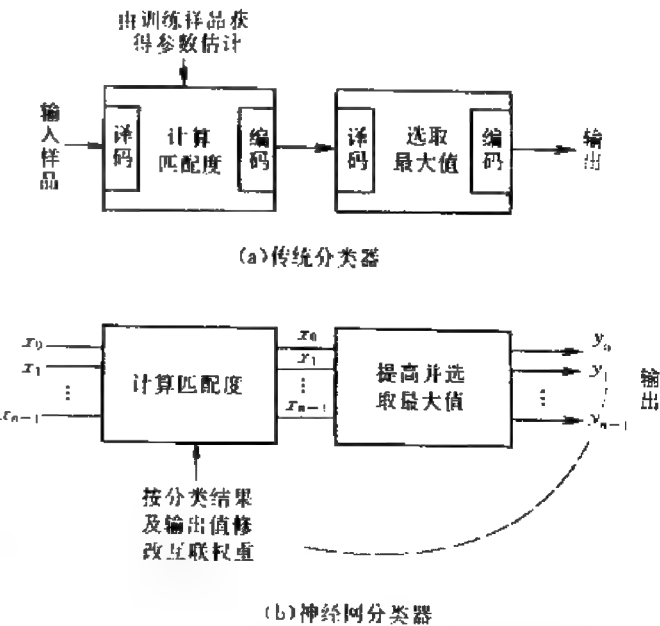 由训练样品获
得参数估计
输入样品
译码
计算
匹配度
编码
译码
选取
最大值
编码
输出
(a)传统分类器
x₀
x₁
⋮
xₙ₋₁
计算匹配度
x₀
x₁
⋮
xₙ₋₁
提高并选
取最大值
y₀
y₁
⋮
yₙ₋₁
输出
按分类结果
及输出值修
改互联权重
(b)神经网分类器